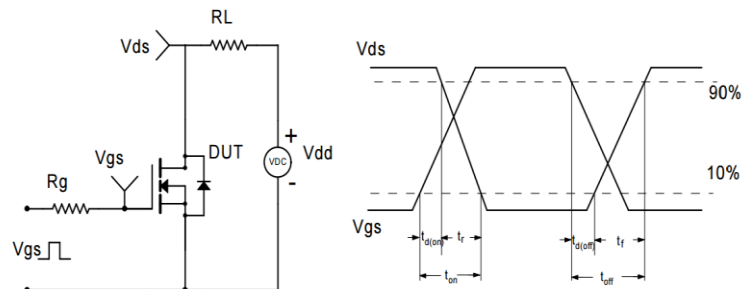 RL
Vds
Vgs
DUT
+
VDC
-
Vdd
Rg
Vgs
Vds
90%
10%
Vgs
td(on)
tr
td(off)
tf
ton
toff